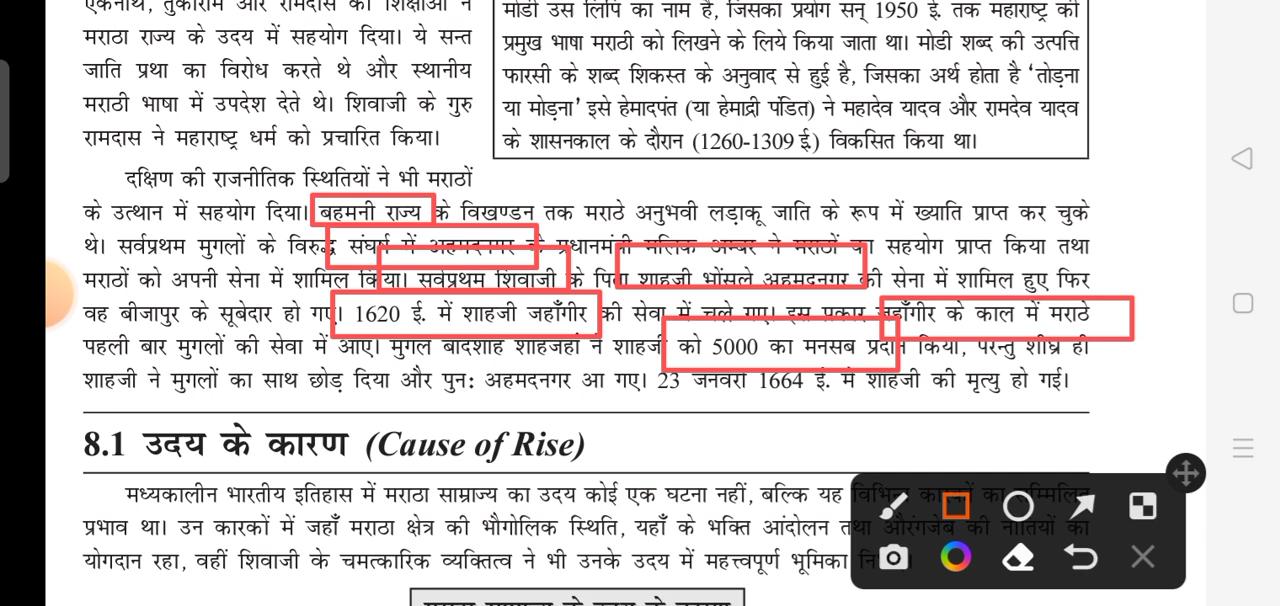 एकनाथ, तुकाराम और रामदास की शिक्षाओं ने
मराठा राज्य के उदय में सहयोग दिया। ये सन्त
जाति प्रथा का विरोध करते थे और स्थानीय
मराठी भाषा में उपदेश देते थे। शिवाजी के गुरु
रामदास ने महाराष्ट्र धर्म को प्रचारित किया।
मोडी उस लिपि का नाम है, जिसका प्रयोग सन् 1950 ई. तक महाराष्ट्र की
प्रमुख भाषा मराठी को लिखने के लिये किया जाता था। मोडी शब्द की उत्पत्ति
फारसी के शब्द शिकस्त के अनुवाद से हुई है, जिसका अर्थ होता है 'तोड़ना
या मोड़ना' इसे हेमादपंत (या हेमाद्री पंडित) ने महादेव यादव और रामदेव यादव
के शासनकाल के दौरान (1260-1309 ई.) विकसित किया था।
दक्षिण की राजनीतिक स्थितियों ने भी मराठों
के उत्थान में सहयोग दिया। बहमनी राज्य के विखण्डन तक मराठे अनुभवी लड़ाकू जाति के रूप में ख्याति प्राप्त कर चुके
थे। सर्वप्रथम मुगलों के विरुद्ध संघर्ष में अहमदनगर के प्रधानमंत्री मलिक अम्बर ने मराठों का सहयोग प्राप्त किया तथा
मराठों को अपनी सेना में शामिल किया। सर्वप्रथम शिवाजी के पिता शाहजी भोंसले अहमदनगर की सेना में शामिल हुए फिर
वह बीजापुर के सूबेदार हो गए। 1620 ई. में शाहजी जहाँगीर की सेवा में चले गए। इस प्रकार जहाँगीर के काल में मराठे
पहली बार मुगलों की सेवा में आए। मुगल बादशाह शाहजहाँ ने शाहजी को 5000 का मनसब प्रदान किया, परन्तु शीघ्र ही
शाहजी ने मुगलों का साथ छोड़ दिया और पुन: अहमदनगर आ गए। 23 जनवरी 1664 ई. में शाहजी की मृत्यु हो गई।
8.1 उदय के कारण (Cause of Rise)
मध्यकालीन भारतीय इतिहास में मराठा साम्राज्य का उदय कोई एक घटना नहीं, बल्कि यह विभिन्न कारकों का सम्मिलित
प्रभाव था। उन कारकों में जहाँ मराठा क्षेत्र की भौगोलिक स्थिति, यहाँ के भक्ति आंदोलन तथा औरंगजेब की नीतियों का
योगदान रहा, वहीं शिवाजी के चमत्कारिक व्यक्तित्व ने भी उनके उदय में महत्त्वपूर्ण भूमिका